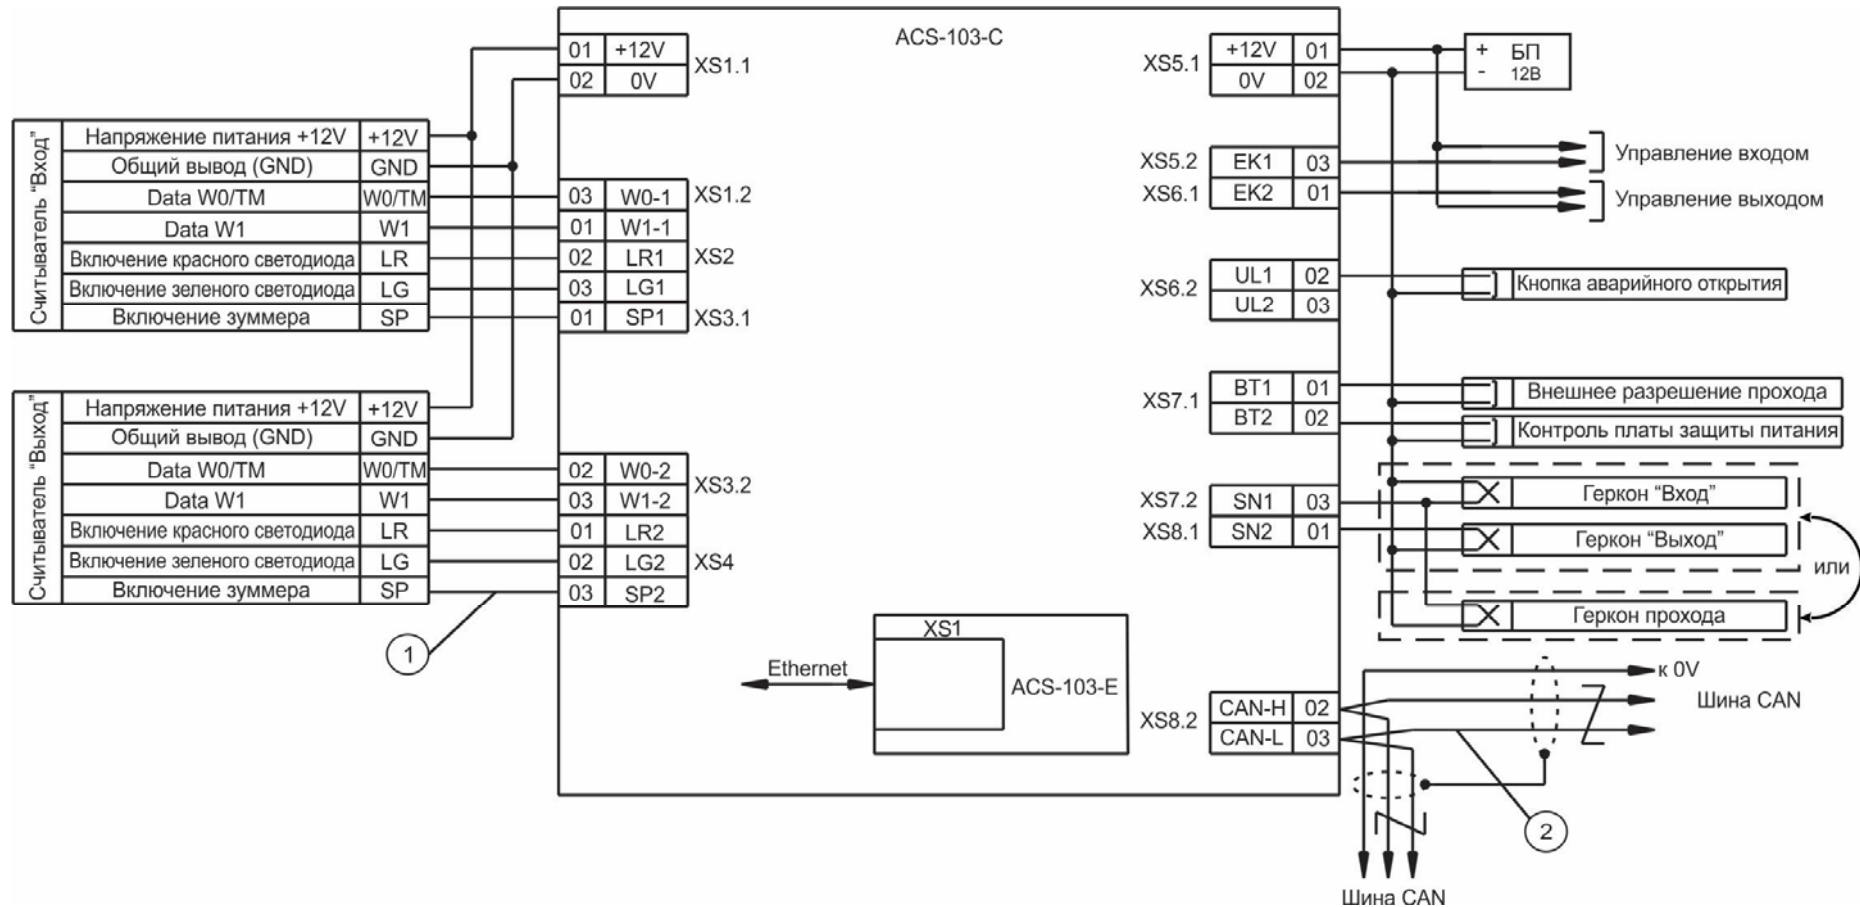 ACS-103-C
01 +12V
02 0V
XS1.1
Считыватель “Вход”
Напряжение питания +12V +12V
Общий вывод (GND) GND
Data W0/TM W0/TM
Data W1 W1
Включение красного светодиода LR
Включение зеленого светодиода LG
Включение зуммера SP
03 W0-1 XS1.2
01 W1-1
02 LR1 XS2
03 LG1
01 SP1 XS3.1
Считыватель “Выход”
Напряжение питания +12V +12V
Общий вывод (GND) GND
Data W0/TM W0/TM
Data W1 W1
Включение красного светодиода LR
Включение зеленого светодиода LG
Включение зуммера SP
02 W0-2
XS3.2
03 W1-2
01 LR2
02 LG2 XS4
03 SP2
1
Ethernet
XS1
ACS-103-E
XS5.1
+12V 01
0V 02
+ БП
- 12В
XS5.2 EK1 03
XS6.1 EK2 01
Управление входом
Управление выходом
XS6.2
UL1 02
UL2 03
Кнопка аварийного открытия
XS7.1
BT1 01
BT2 02
Внешнее разрешение прохода
Контроль платы защиты питания
XS7.2 SN1 03
XS8.1 SN2 01
Геркон “Вход”
Геркон “Выход”
или
Геркон прохода
XS8.2
CAN-H 02
CAN-L 03
к 0V
Шина CAN
2
Шина CAN